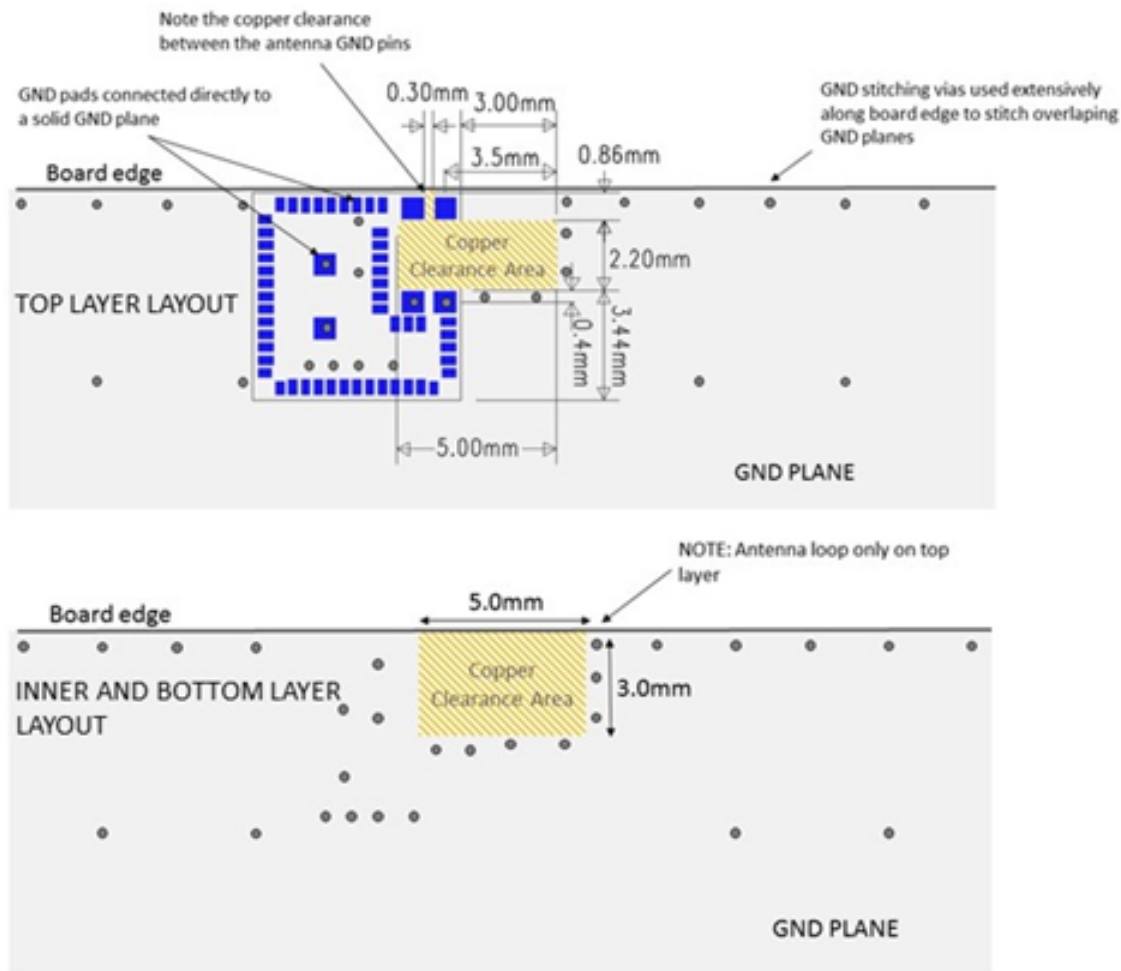 Note the copper clearance
between the antenna GND pins
GND pads connected directly to
a solid GND plane
0.30mm
3.00mm
GND stitching vias used extensively
along board edge to stitch overlaping
GND planes
3.5mm
0.86mm
Board edge
Copper
Clearance Area
2.20mm
TOP LAYER LAYOUT
0.4mm
3.44mm
5.00mm
GND PLANE
NOTE: Antenna loop only on top
layer
5.0mm
Board edge
Copper
Clearance Area
3.0mm
INNER AND BOTTOM LAYER
LAYOUT
GND PLANE